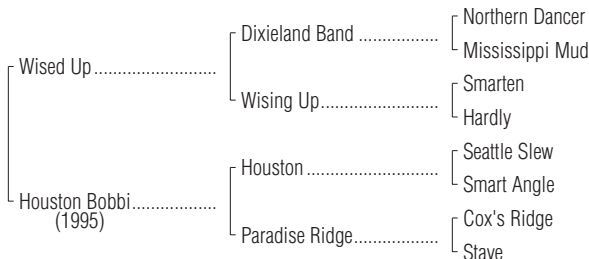 Northern Dancer
Dixieland Band ..................
Mississippi Mud
Wised Up ...........................
Smarten
Wising Up..........................
Hardly
Seattle Slew
Houston .............................
Smart Angle
Houston Bobbi...................
(1995)
Cox's Ridge
Paradise Ridge...................
Stave